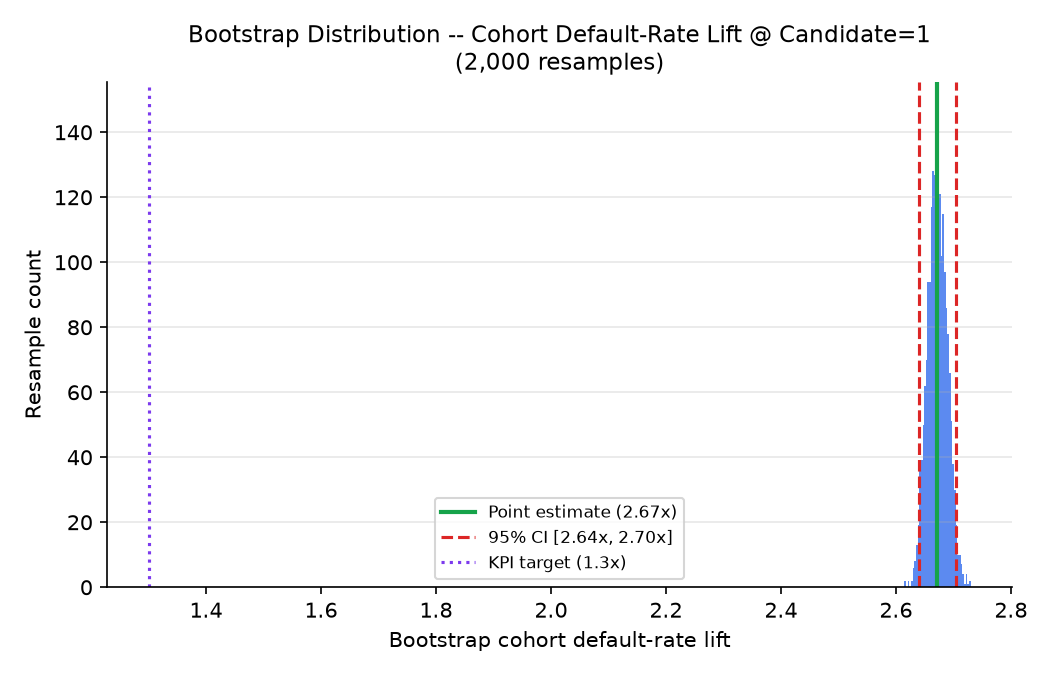 Bootstrap Distribution -- Cohort Default-Rate Lift @ Candidate=1
(2,000 resamples)
Resample count
140
120
100
80
60
40
20
0
Point estimate (2.67x)
95% CI [2.64x, 2.70x]
KPI target (1.3x)
1.4 1.6 1.8 2.0 2.2 2.4 2.6 2.8
Bootstrap cohort default-rate lift